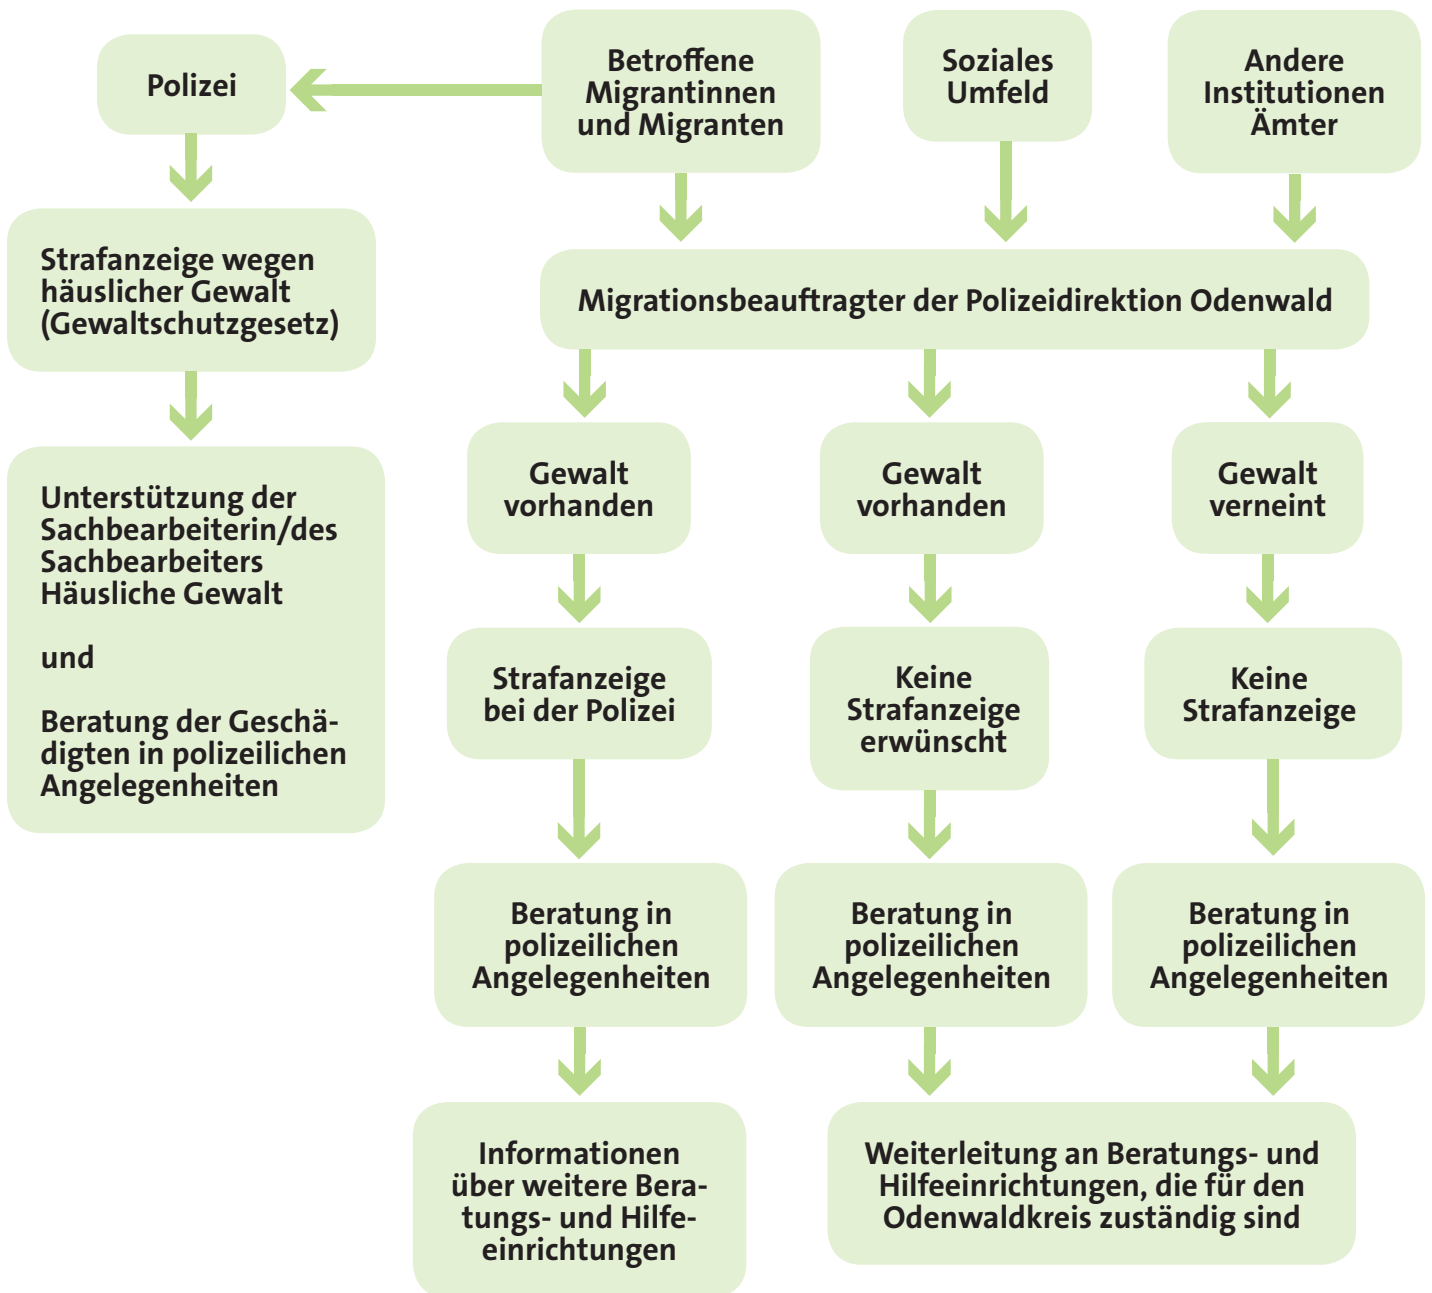 Polizei
Betroffene
Migrantinnen
und Migranten
Soziales
Umfeld
Andere
Institutionen
Ämter
Strafanzeige wegen
häuslicher Gewalt
(Gewaltschutzgesetz)
Migrationsbeauftragter der Polizeidirektion Odenwald
Unterstützung der
Sachbearbeiterin/des
Sachbearbeiters
Häusliche Gewalt
und
Beratung der Geschä-
digten in polizeilichen
Angelegenheiten
Gewalt
vorhanden
Gewalt
vorhanden
Gewalt
verneint
Strafanzeige
bei der Polizei
Keine
Strafanzeige
erwünscht
Keine
Strafanzeige
Beratung in
polizeilichen
Angelegenheiten
Beratung in
polizeilichen
Angelegenheiten
Beratung in
polizeilichen
Angelegenheiten
Informationen
über weitere Bera-
tungs- und Hilfe-
einrichtungen
Weiterleitung an Beratungs- und
Hilfeeinrichtungen, die für den
Odenwaldkreis zuständig sind